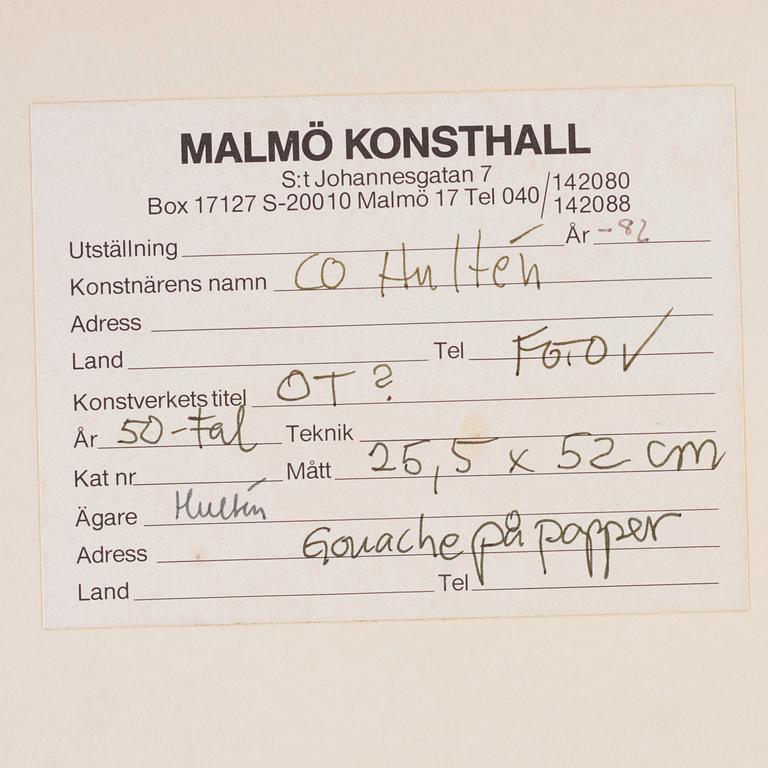 MALMÖ KONSTHALL
S:t Johannesgatan 7
Box 17127 S-200 10 Malmö 17 Tel 040/142080
142088
Utställning År -82
Konstnärens namn CO Hultén
Adress
Land Tel FOTO √
Konstverkets titel OT ?
År 50-tal Teknik
Kat nr Mått 25,5 x 52 cm
Ägare Hultén
Adress Gouache på papper
Land Tel